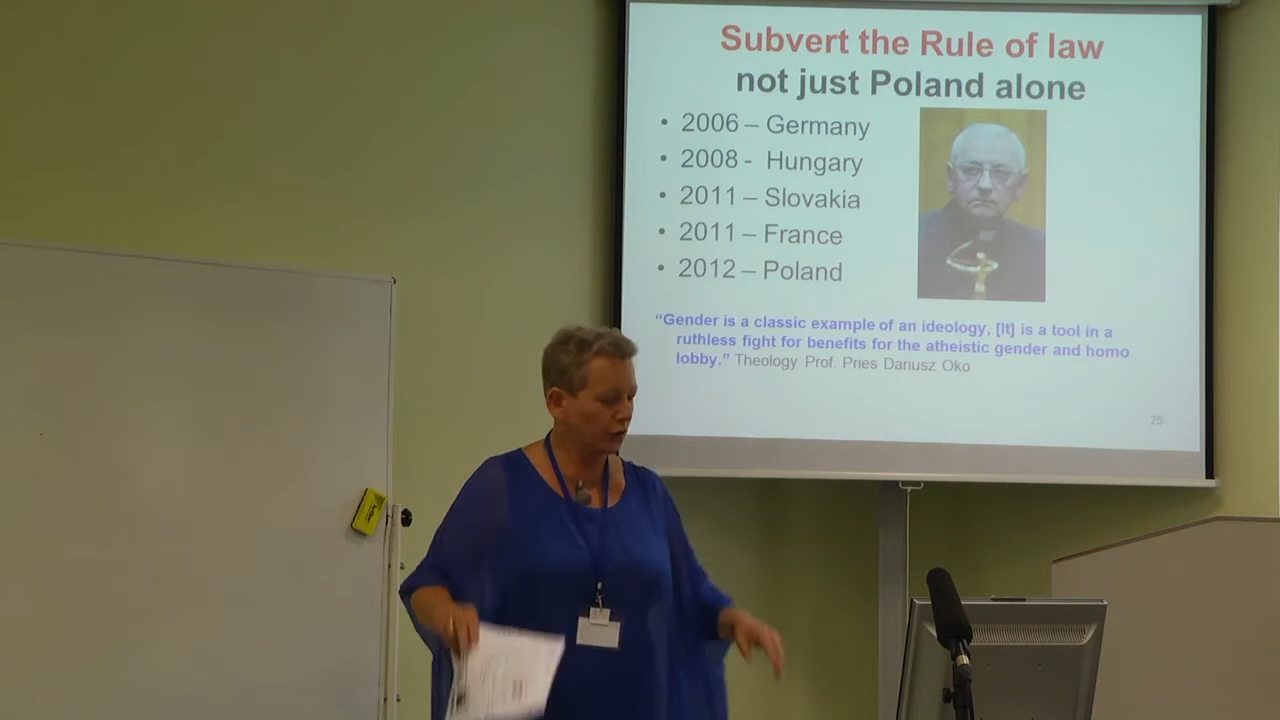 Subvert the Rule of law
not just Poland alone
• 2006 – Germany
• 2008 - Hungary
• 2011 – Slovakia
• 2011 – France
• 2012 – Poland
“Gender is a classic example of an ideology, [It] is a tool in a
ruthless fight for benefits for the atheistic gender and homo
lobby.” Theology Prof. Pries Dariusz Oko
25